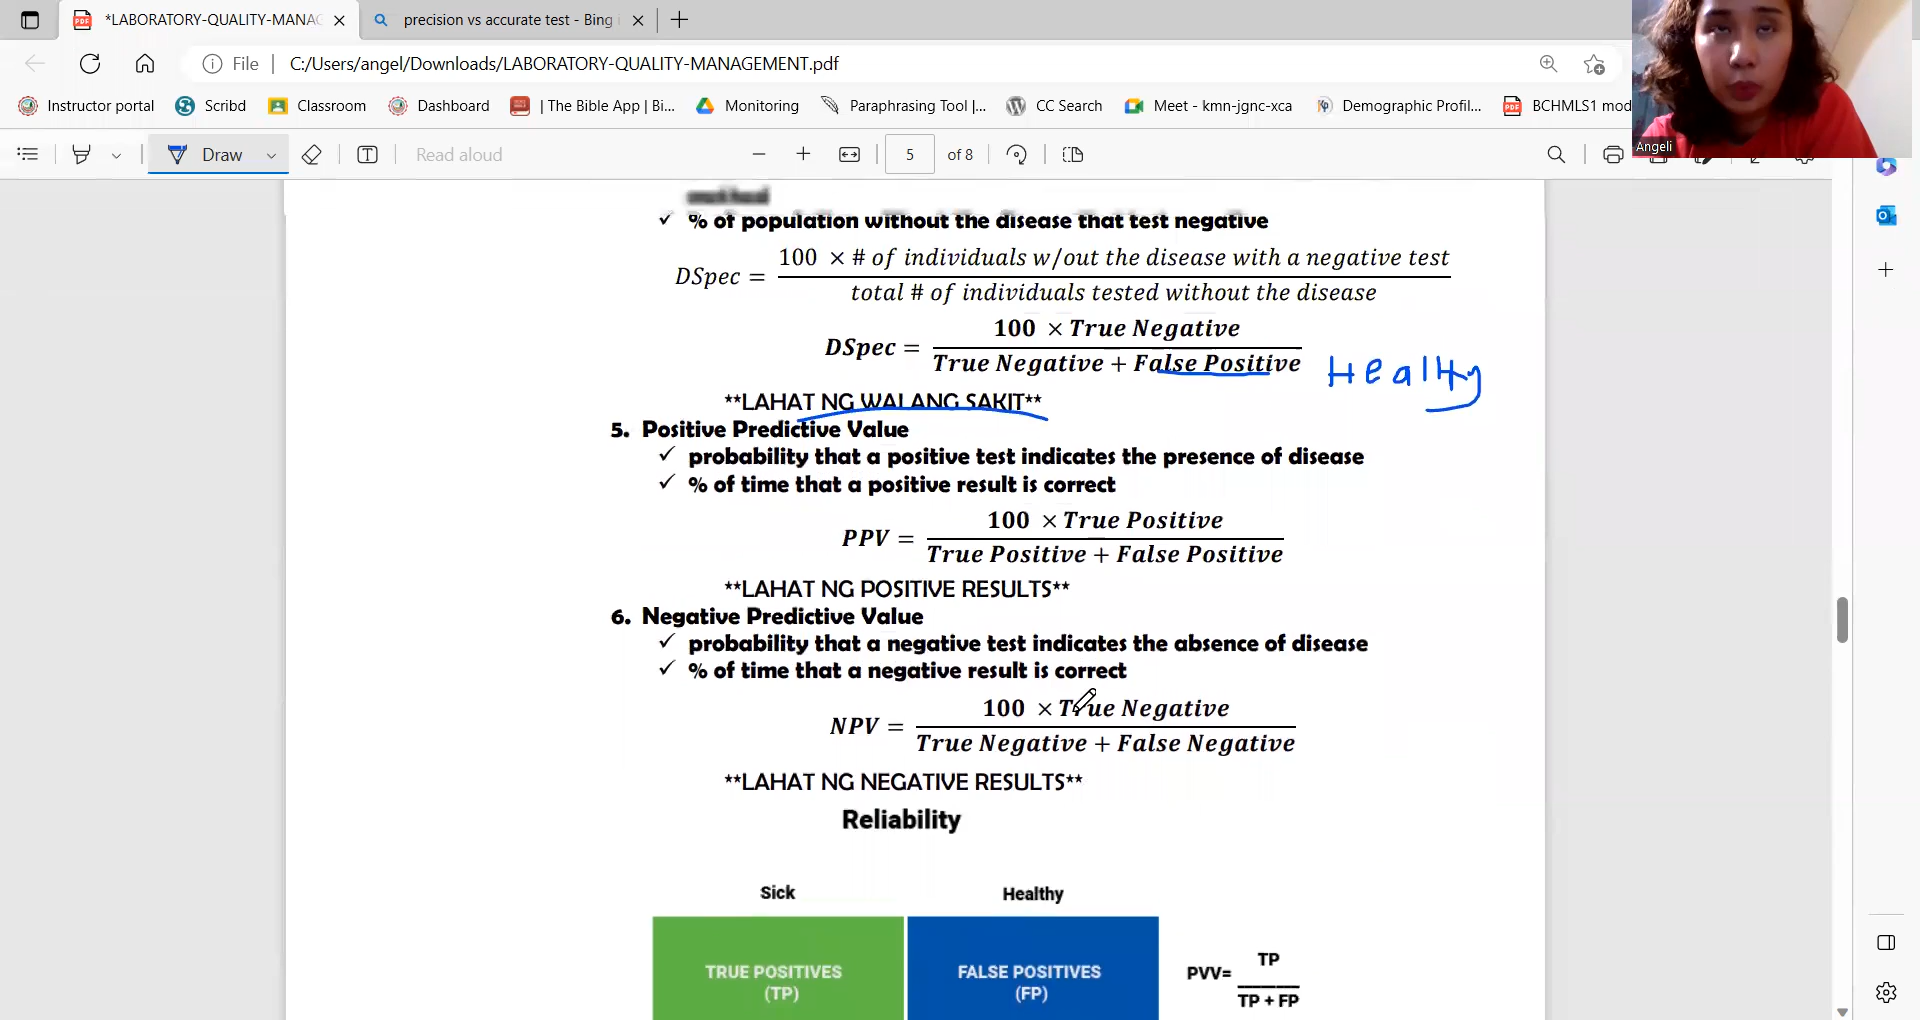 *LABORATORY-QUALITY-MANAG
precision vs accurate test - Bing
File
C:/Users/angel/Downloads/LABORATORY-QUALITY-MANAGEMENT.pdf
Instructor portal
Scribd
Classroom
Dashboard
| The Bible App | Bi...
Monitoring
Paraphrasing Tool |...
CC Search
Meet - kmn-jgnc-xca
Demographic Profil...
BCHMLS1 mod
Angeli
Draw
Read aloud
5 of 8
✓ % of population without the disease that test negative
DSpec = 100 × # of individuals w/out the disease with a negative test
total # of individuals tested without the disease
DSpec = 100 × True Negative
True Negative + False Positive
Healthy
**LAHAT NG WALANG SAKIT**
5. Positive Predictive Value
✓ probability that a positive test indicates the presence of disease
✓ % of time that a positive result is correct
PPV = 100 × True Positive
True Positive + False Positive
**LAHAT NG POSITIVE RESULTS**
6. Negative Predictive Value
✓ probability that a negative test indicates the absence of disease
✓ % of time that a negative result is correct
NPV = 100 × True Negative
True Negative + False Negative
**LAHAT NG NEGATIVE RESULTS**
Reliability
Sick
Healthy
TRUE POSITIVES
(TP)
FALSE POSITIVES
(FP)
PVV= TP
TP + FP